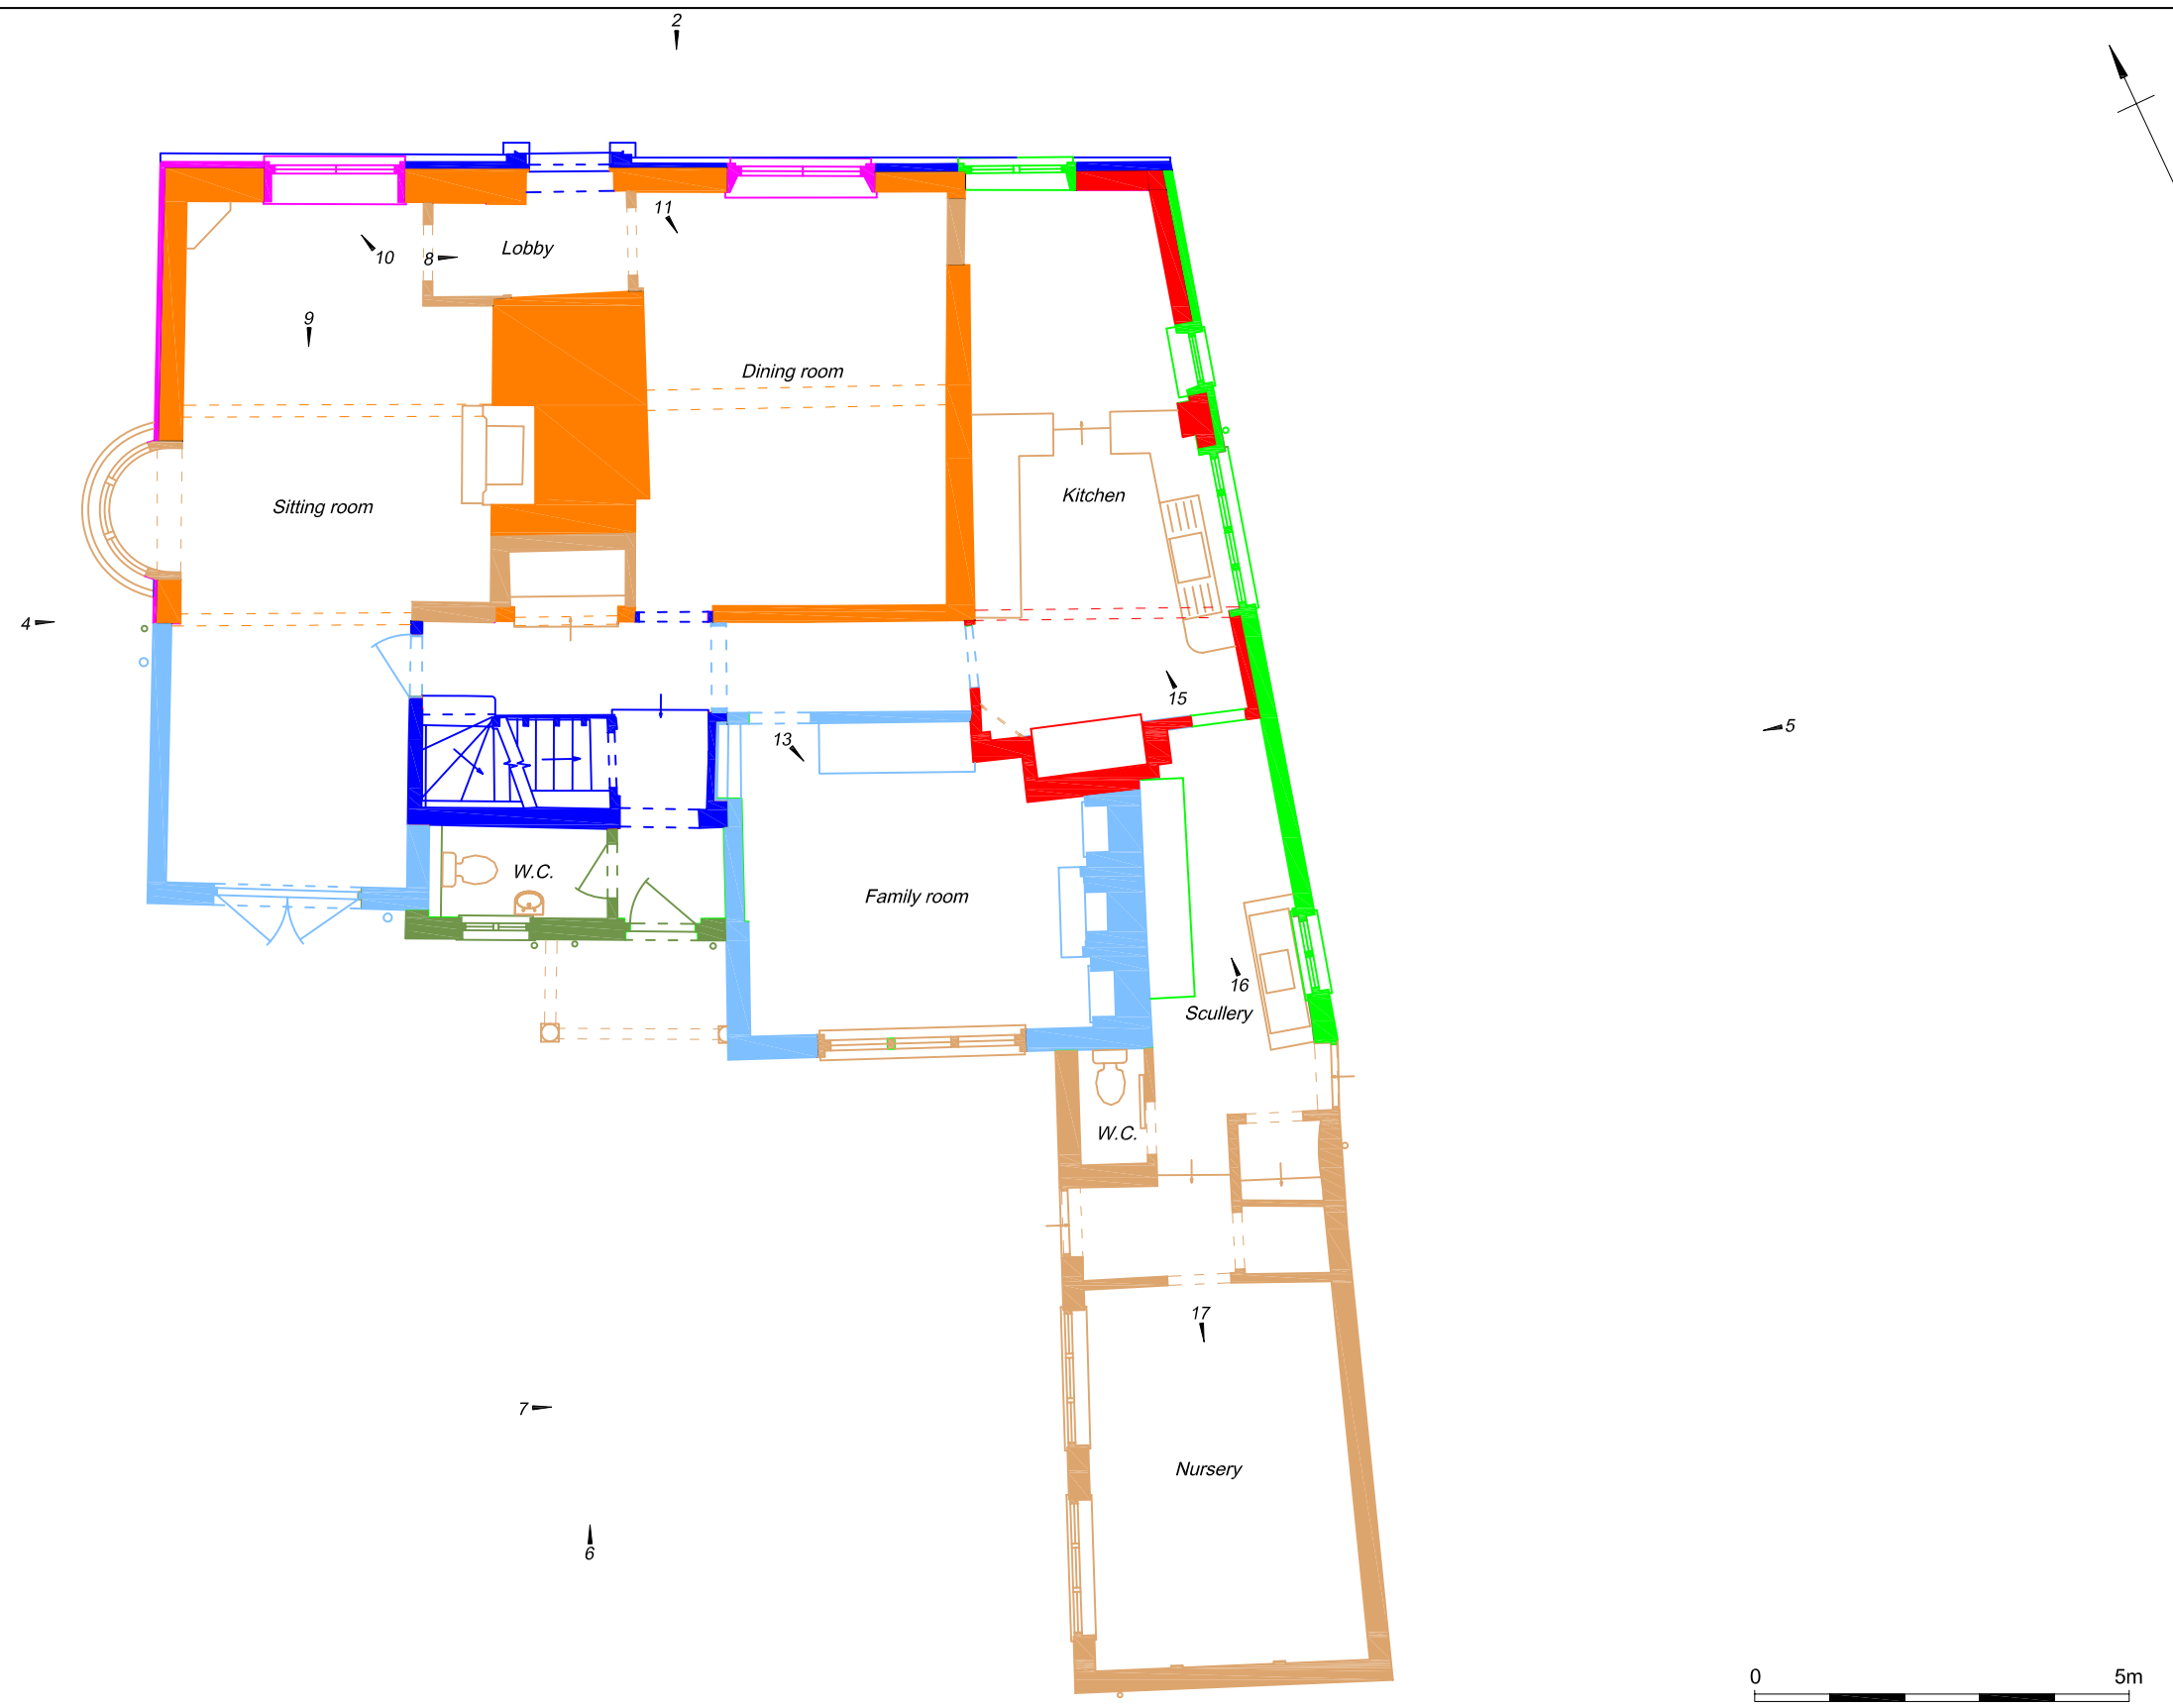 2
11
Lobby
10
8
9
Dining room
Kitchen
Sitting room
4
15
5
13
W.C.
Family room
16
Scullery
W.C.
17
7
Nursery
6
0 5m